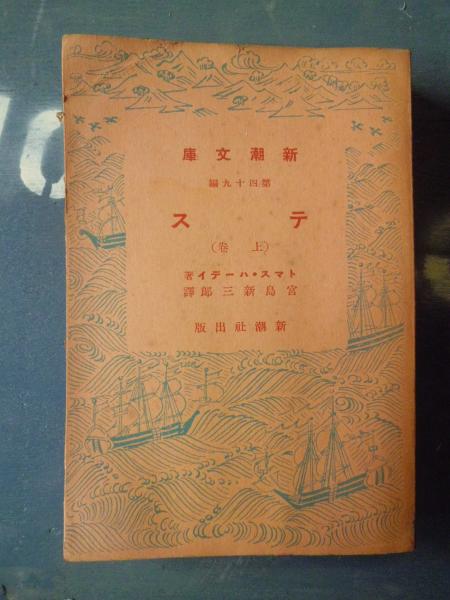 新潮文庫
第四十九編
テス
(上巻)
トマス・ハーデイ著
宮島新三郎譯
新潮社出版